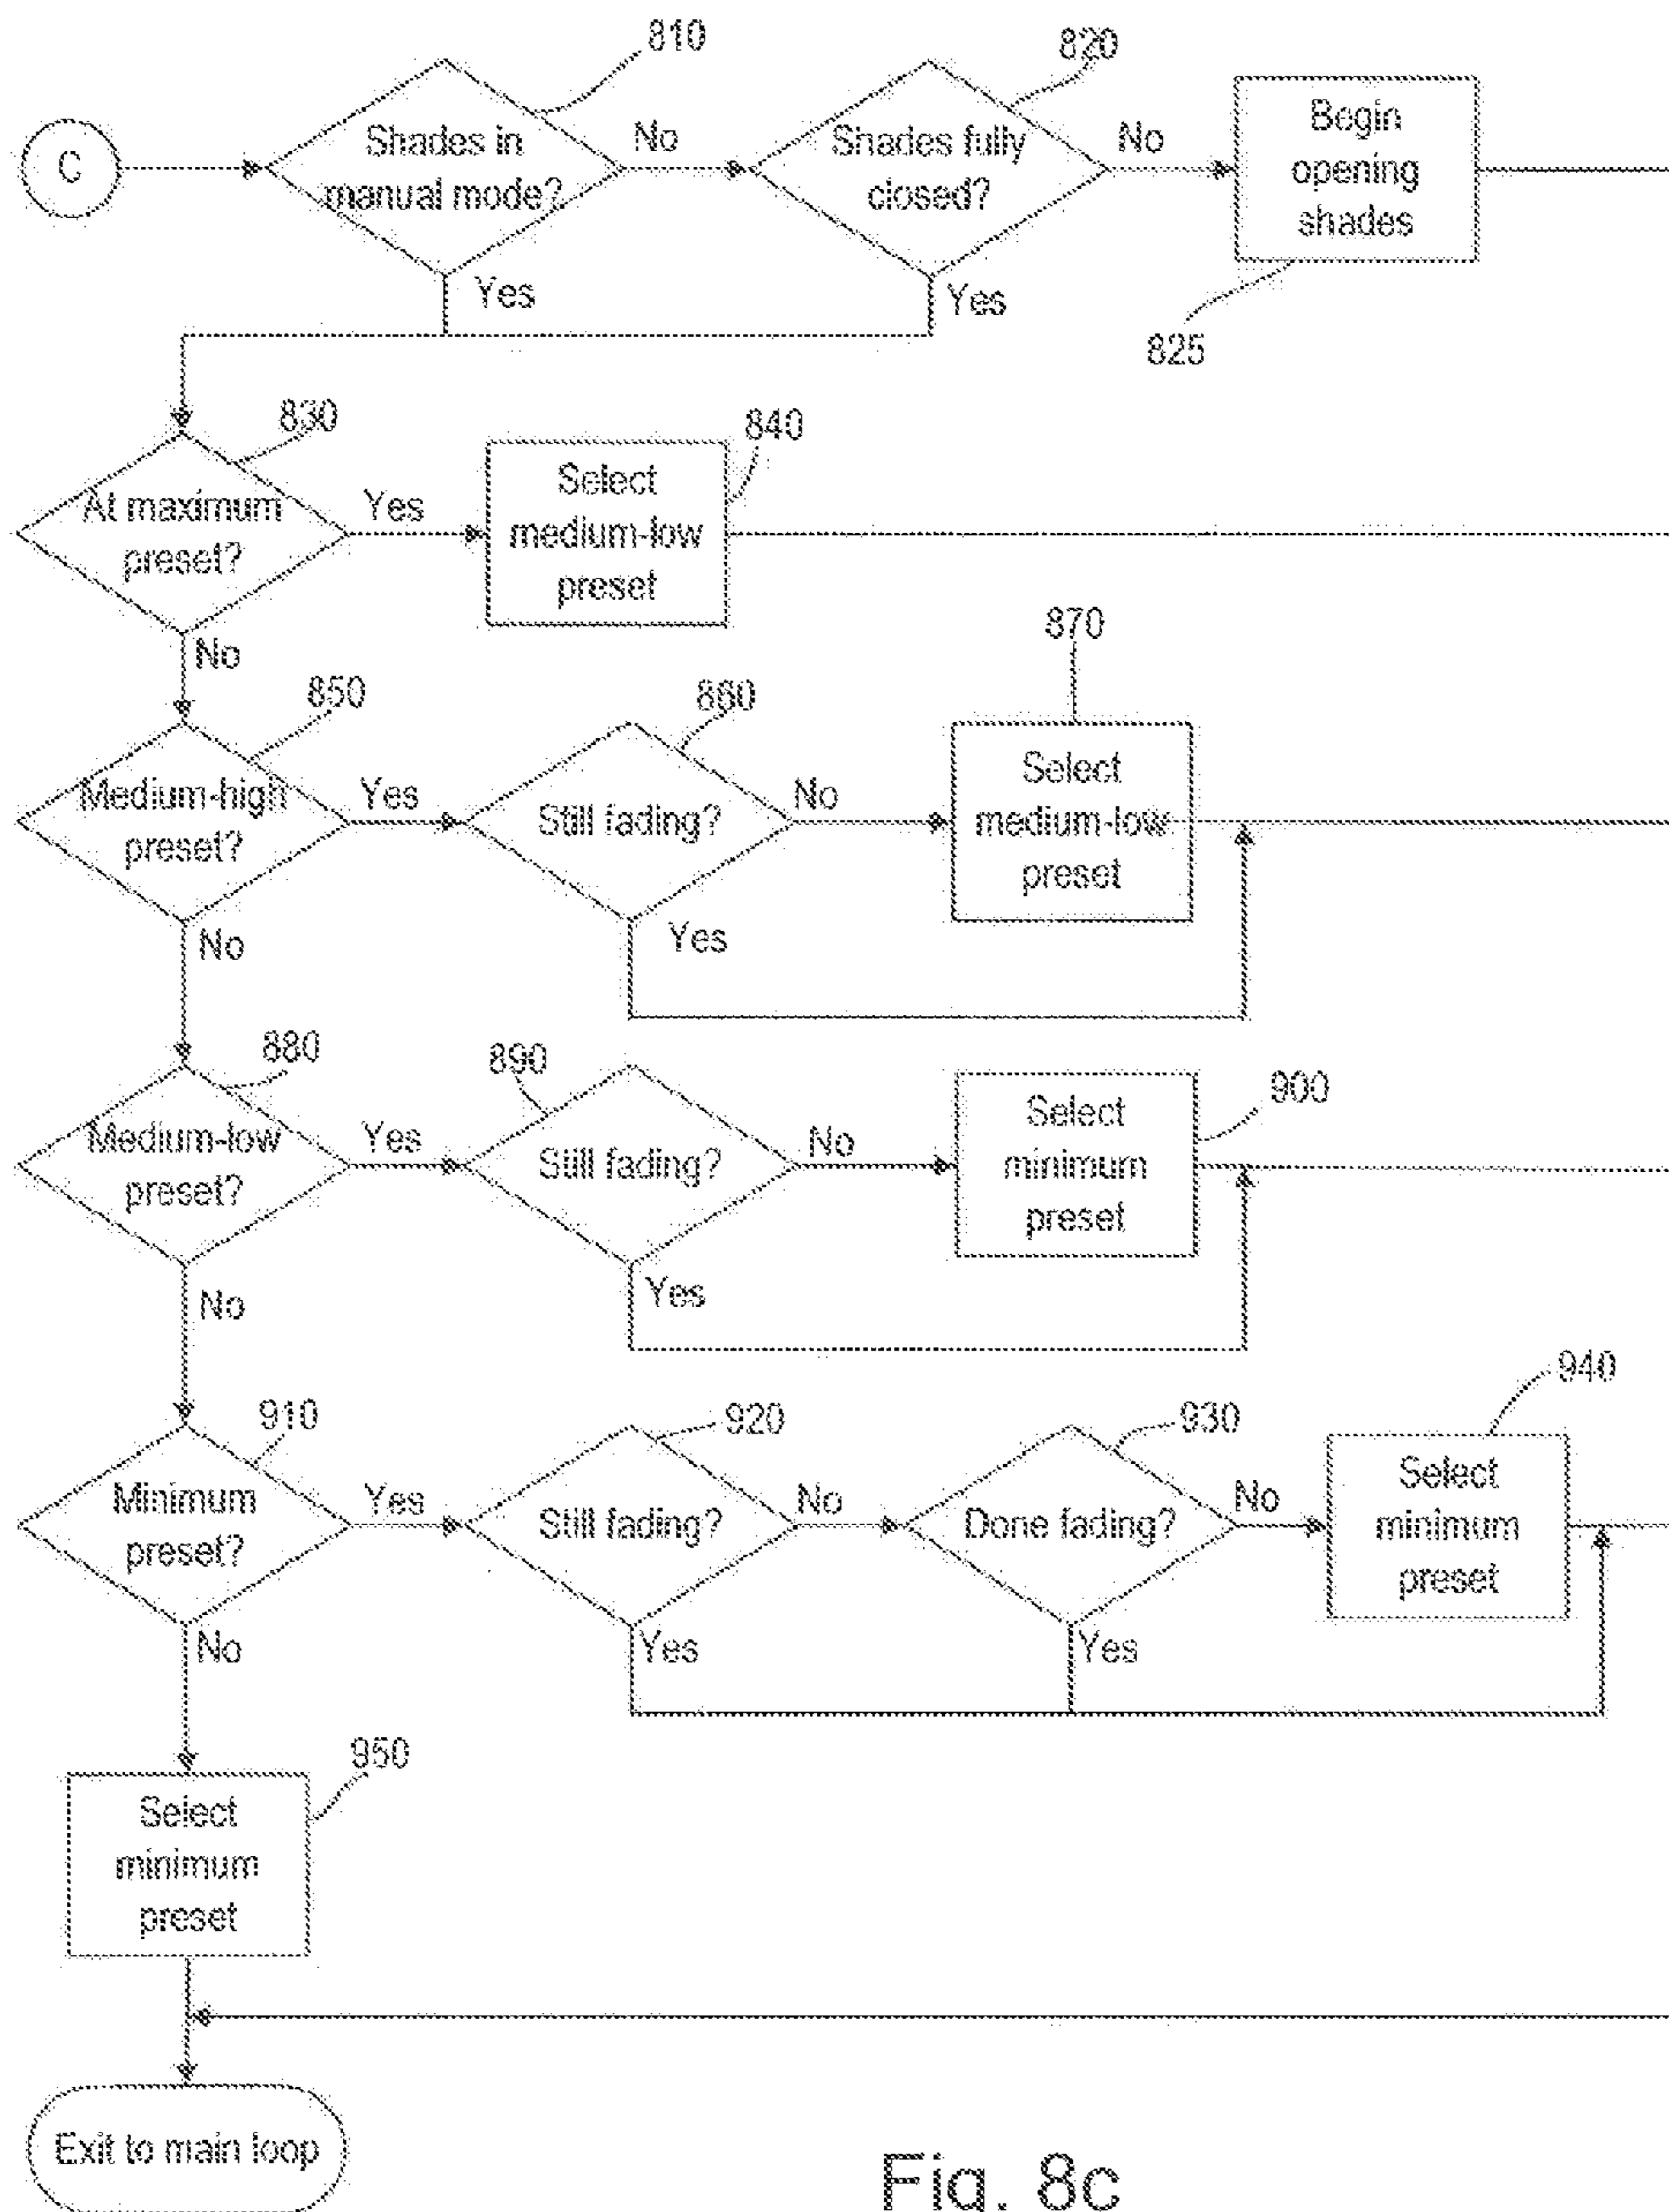 810
820
C
Shades in
manual mode?
No
Shades fully
closed?
No
Begin
opening
shades
Yes
Yes
825
830
840
At maximum
preset?
Yes
Select
medium-low
preset
No
870
850
860
Medium-high
preset?
Yes
Still fading?
No
Select
medium-low
preset
No
Yes
880
890
900
Medium-low
preset?
Yes
Still fading?
No
Select
minimum
preset
No
Yes
910
920
930
940
Minimum
preset?
Yes
Still fading?
No
Done fading?
No
Select
minimum
preset
No
Yes
Yes
950
Select
minimum
preset
Exit to main loop
Fig. 8c